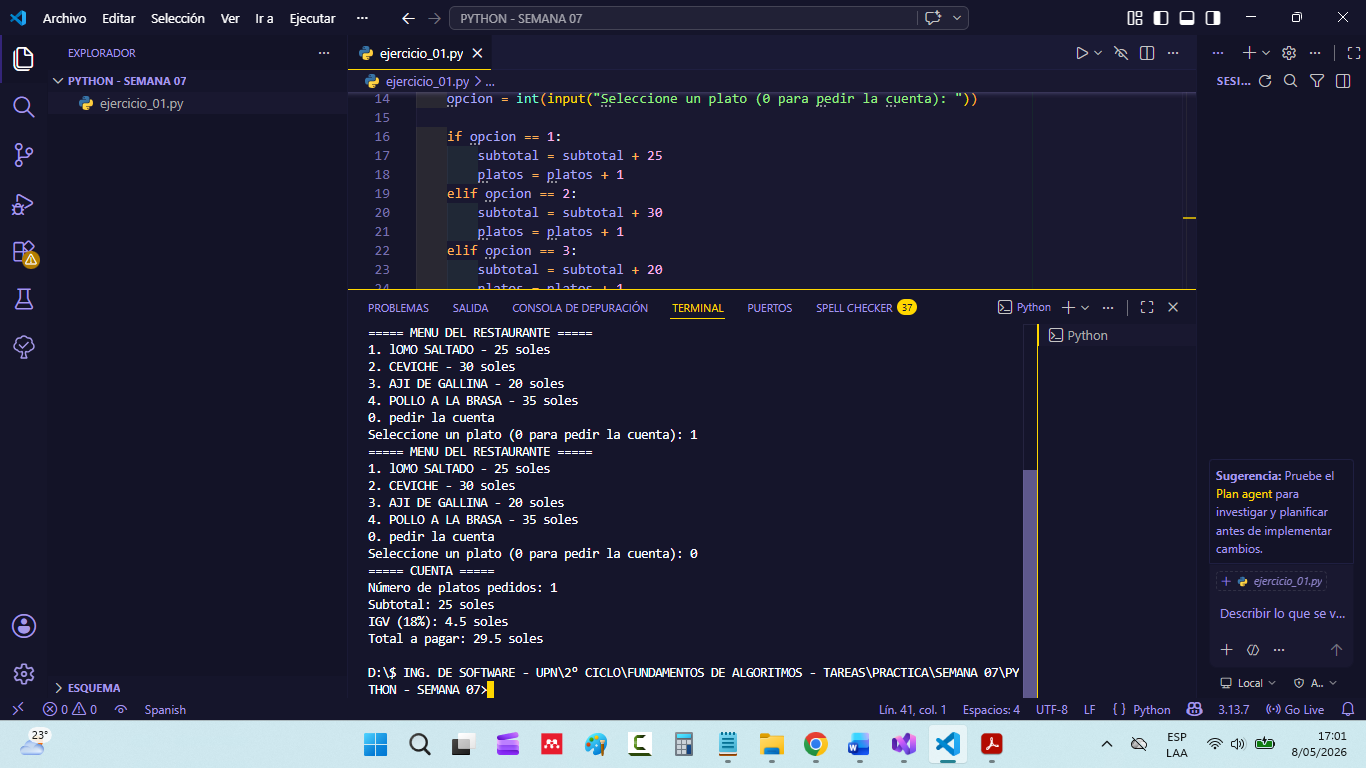 Archivo Editar Selección Ver Ir a Ejecutar ···
PYTHON - SEMANA 07
EXPLORADOR
PYTHON - SEMANA 07
ejercicio_01.py
ESQUEMA
ejercicio_01.py
ejercicio_01.py > ...
14 opcion = int(input("Seleccione un plato (0 para pedir la cuenta): "))
15
16 if opcion == 1:
17 subtotal = subtotal + 25
18 platos = platos + 1
19 elif opcion == 2:
20 subtotal = subtotal + 30
21 platos = platos + 1
22 elif opcion == 3:
23 subtotal = subtotal + 20
24 platos = platos + 1
PROBLEMAS SALIDA CONSOLA DE DEPURACIÓN TERMINAL PUERTOS SPELL CHECKER 37
Python
Python
===== MENU DEL RESTAURANTE =====
1. lOMO SALTADO - 25 soles
2. CEVICHE - 30 soles
3. AJI DE GALLINA - 20 soles
4. POLLO A LA BRASA - 35 soles
0. pedir la cuenta
Seleccione un plato (0 para pedir la cuenta): 1
===== MENU DEL RESTAURANTE =====
1. lOMO SALTADO - 25 soles
2. CEVICHE - 30 soles
3. AJI DE GALLINA - 20 soles
4. POLLO A LA BRASA - 35 soles
0. pedir la cuenta
Seleccione un plato (0 para pedir la cuenta): 0
===== CUENTA =====
Número de platos pedidos: 1
Subtotal: 25 soles
IGV (18%): 4.5 soles
Total a pagar: 29.5 soles
D:\$ ING. DE SOFTWARE - UPN\2º CICLO\FUNDAMENTOS DE ALGORITMOS - TAREAS\PRACTICA\SEMANA 07\PY
THON - SEMANA 07>
SESI...
Sugerencia: Pruebe el
Plan agent para
investigar y planificar
antes de implementar
cambios.
ejercicio_01.py
Describir lo que se v...
Local A..
0 0 Spanish
Lín. 41, col. 1 Espacios: 4 UTF-8 LF { } Python 3.13.7 Go Live
23°
ESP
LAA
17:01
8/05/2026